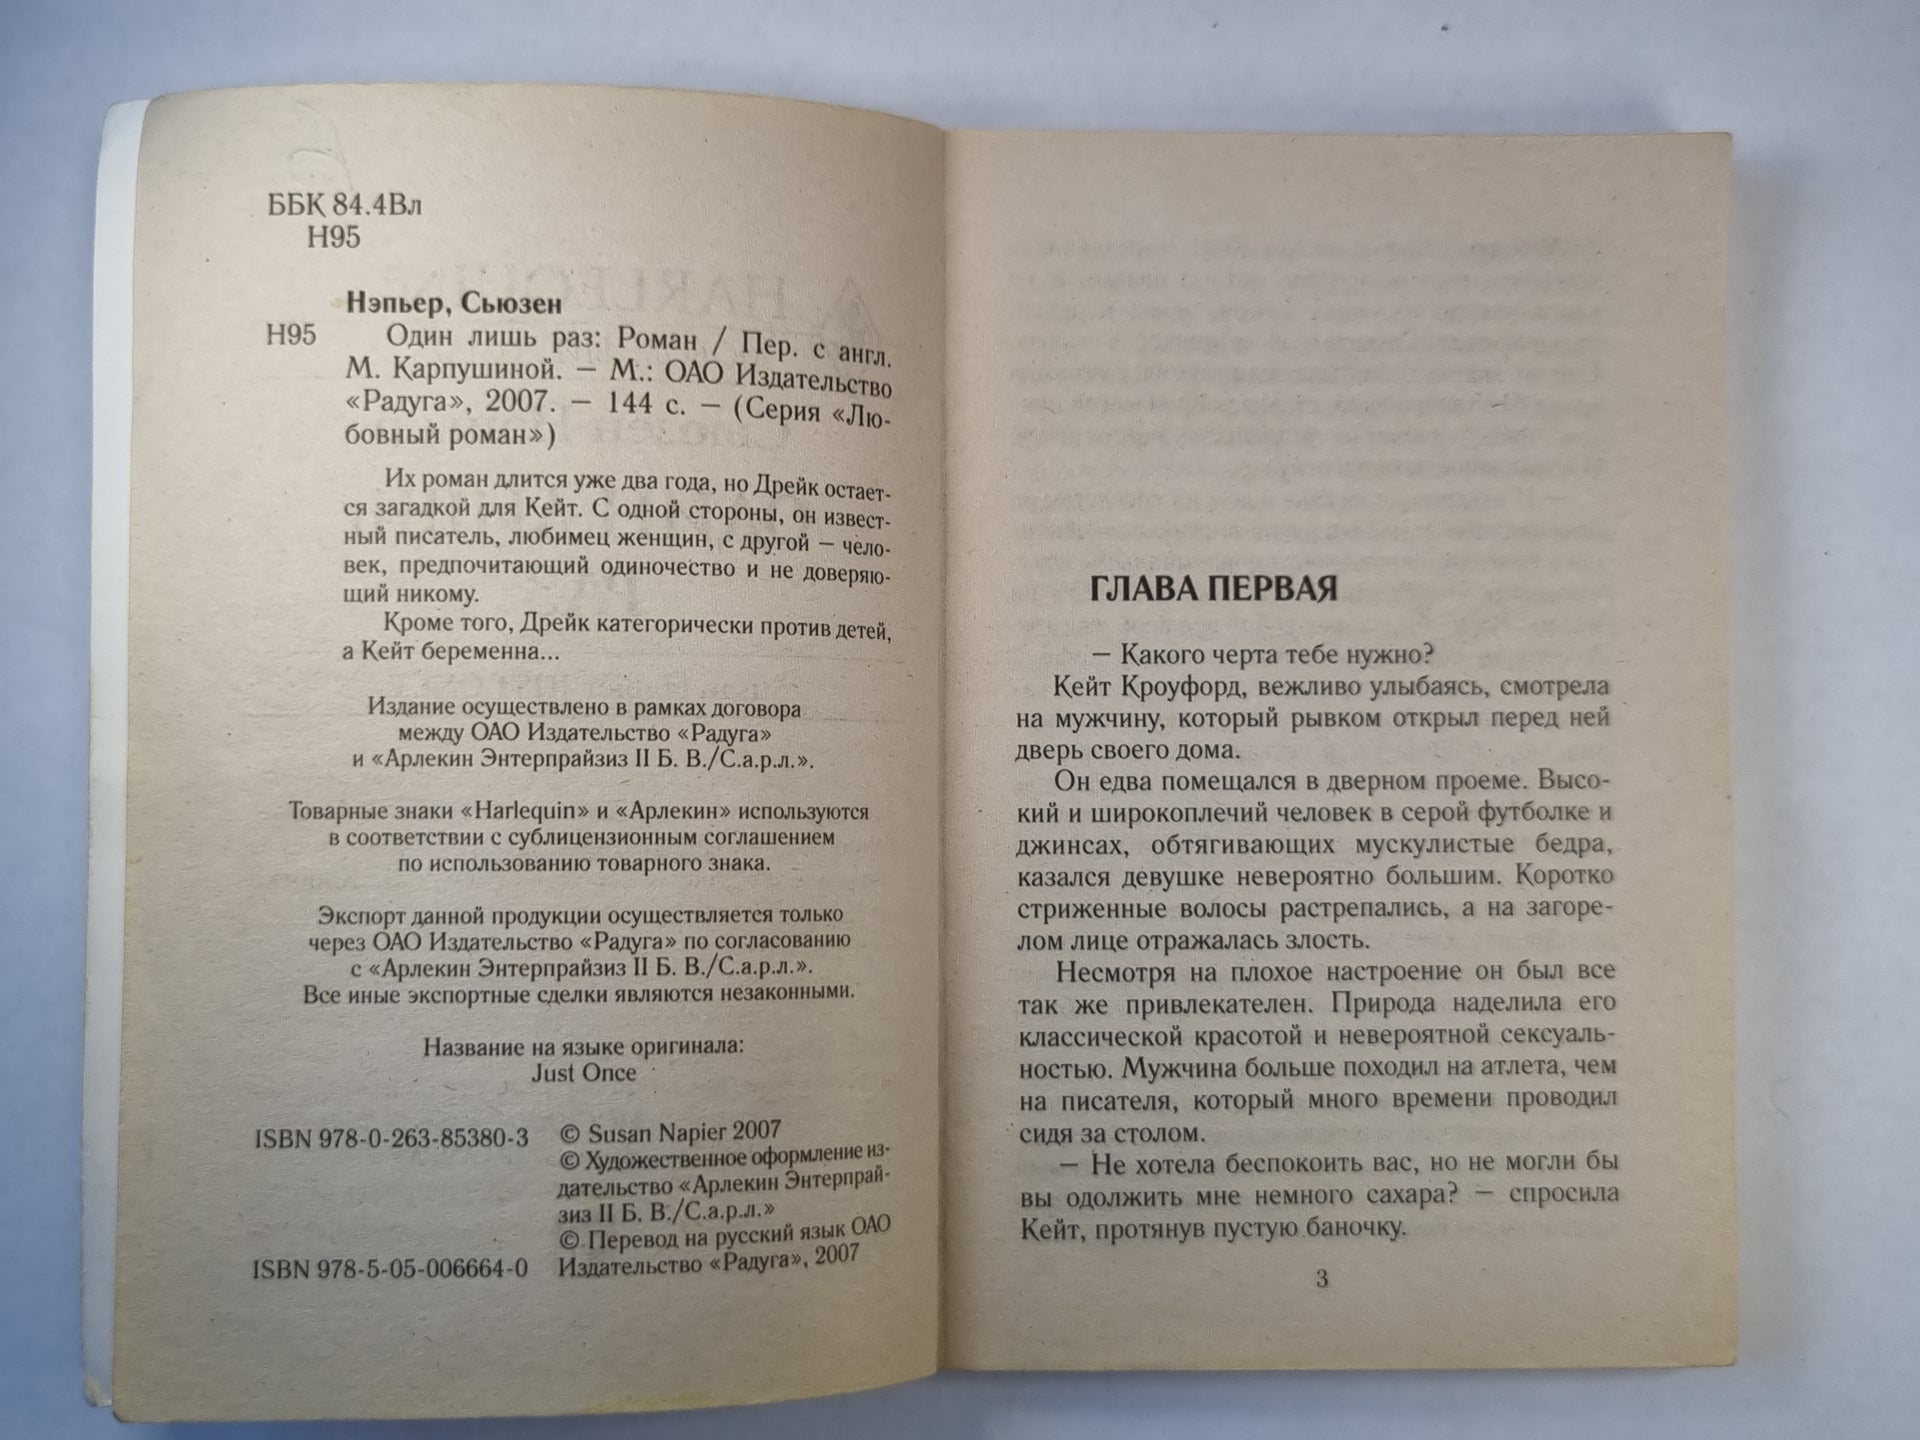 ББК 84.4Вл
Н95
Нэпьер, Сьюзен
Н95 Один лишь раз: Роман / Пер. с англ.
М. Карпушиной. — М.: ОАО Издательство
«Радуга», 2007. — 144 с. — (Серия «Лю-
бовный роман»)
Их роман длится уже два года, но Дрейк остает-
ся загадкой для Кейт. С одной стороны, он извест-
ный писатель, любимец женщин, с другой — чело-
век, предпочитающий одиночество и не доверяю-
щий никому.
Кроме того, Дрейк категорически против детей,
а Кейт беременна...
Издание осуществлено в рамках договора
между ОАО Издательство «Радуга»
и «Арлекин Энтерпрайзиз II Б. В./С.а.р.л.».
Товарные знаки «Harlequin» и «Арлекин» используются
в соответствии с сублицензионным соглашением
по использованию товарного знака.
Экспорт данной продукции осуществляется только
через ОАО Издательство «Радуга» по согласованию
с «Арлекин Энтерпрайзиз II Б. В./С.а.р.л.».
Все иные экспортные сделки являются незаконными.
Название на языке оригинала:
Just Once
ISBN 978-0-263-85380-3 © Susan Napier 2007
© Художественное оформление из-
дательство «Арлекин Энтерпрай-
зиз II Б. В./С.а.р.л.»
© Перевод на русский язык ОАО
ISBN 978-5-05-006664-0 Издательство «Радуга», 2007
ГЛАВА ПЕРВАЯ
— Какого черта тебе нужно?
Кейт Кроуфорд, вежливо улыбаясь, смотрела
на мужчину, который рывком открыл перед ней
дверь своего дома.
Он едва помещался в дверном проеме. Высо-
кий и широкоплечий человек в серой футболке и
джинсах, обтягивающих мускулистые бедра,
казался девушке невероятно большим. Коротко
стриженные волосы растрепались, а на загоре-
лом лице отражалась злость.
Несмотря на плохое настроение он был все
так же привлекателен. Природа наделила его
классической красотой и невероятной сексуаль-
ностью. Мужчина больше походил на атлета, чем
на писателя, который много времени проводил
сидя за столом.
— Не хотела беспокоить вас, но не могли бы
вы одолжить мне немного сахара? — спросила
Кейт, протянув пустую баночку.
3